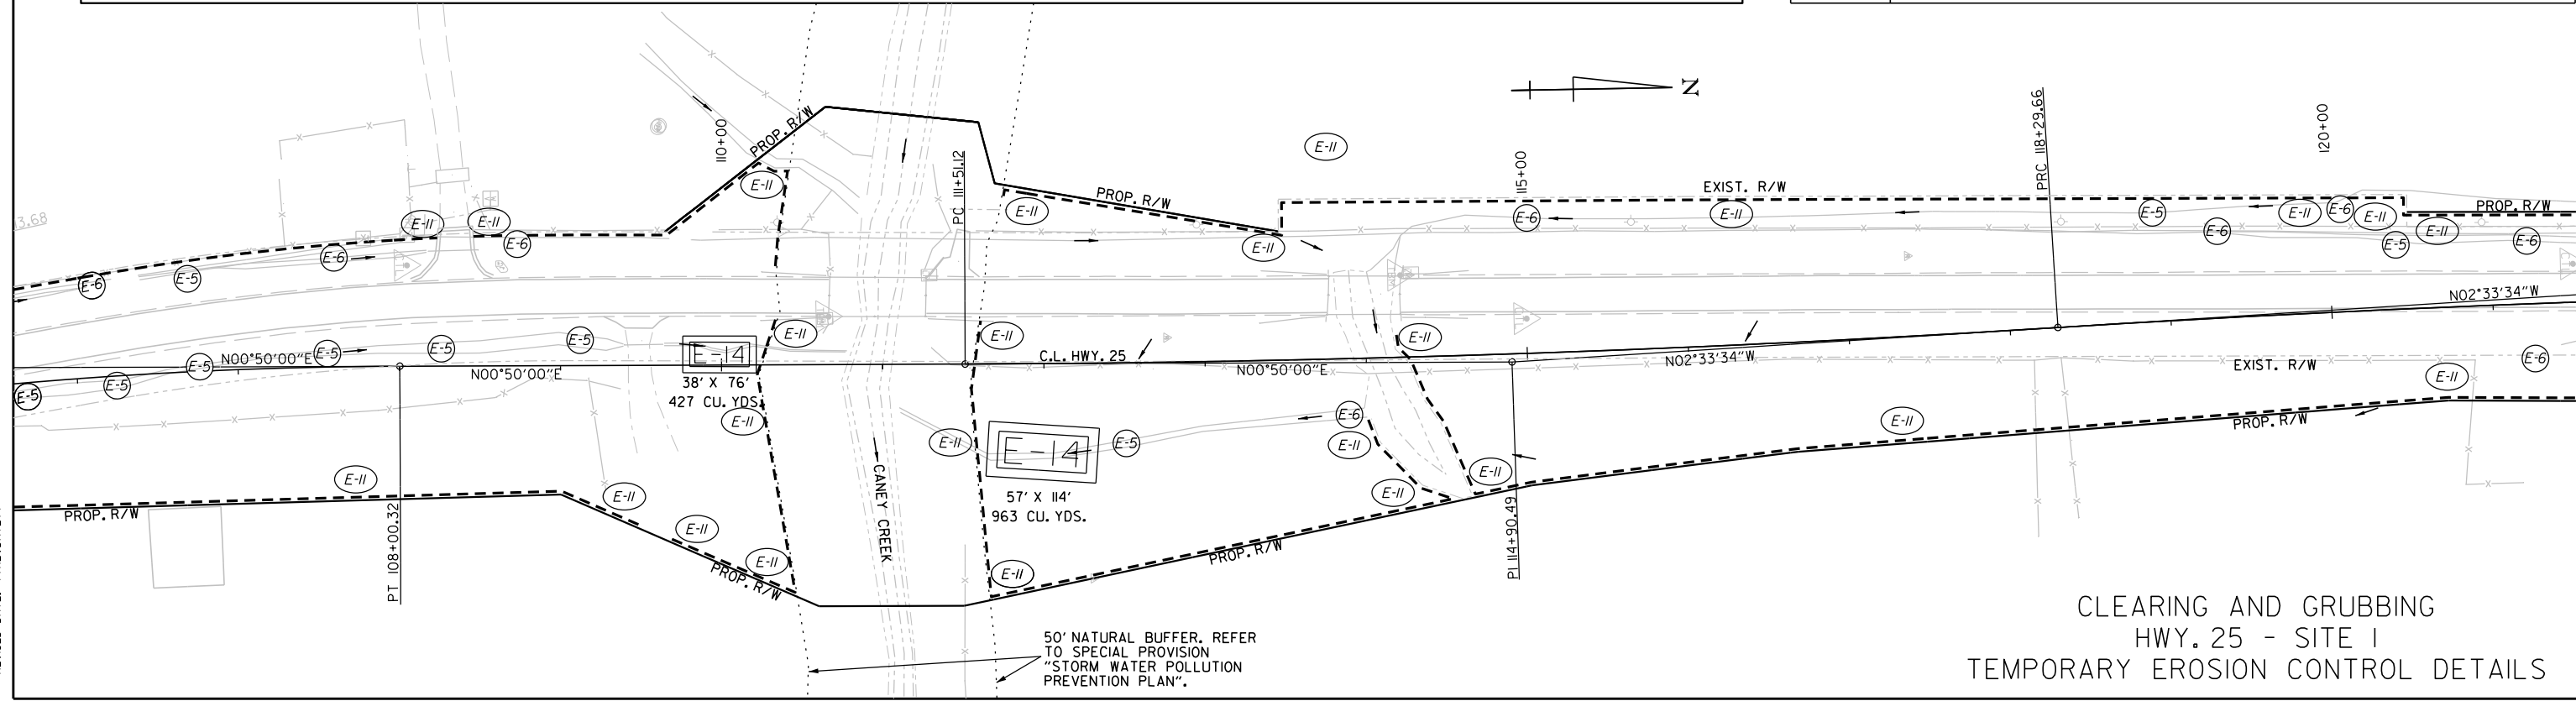 N
13.68
110+00
PC 111+51.12
115+00
PRC 118+29.66
120+00
PROP. R/W
PROP. R/W
EXIST. R/W
PROP. R/W
E-11
E-11
E-11
E-11
E-11
E-11
E-11
E-11
E-11
E-11
E-6
E-5
E-6
E-6
E-6
E-5
E-6
E-6
E-5
E-6
N00°50'00"E
N00°50'00"E
C.L. HWY. 25
N00°50'00"E
N02°33'34"W
N02°33'34"W
E-5
E-5
E-5
E-5
E-5
E-5
E-14
38' X 76'
427 CU. YDS.
E-11
E-11
E-11
E-11
E-11
E-14
57' X 114'
963 CU. YDS.
E-5
E-6
E-11
E-11
E-11
E-11
E-11
E-6
EXIST. R/W
PROP. R/W
CANEY CREEK
PROP. R/W
PT 108+00.32
E-11
E-11
E-11
E-11
PROP. R/W
E-11
PROP. R/W
PI 114+90.49
50' NATURAL BUFFER. REFER
TO SPECIAL PROVISION
"STORM WATER POLLUTION
PREVENTION PLAN".
CLEARING AND GRUBBING
HWY. 25 - SITE 1
TEMPORARY EROSION CONTROL DETAILS